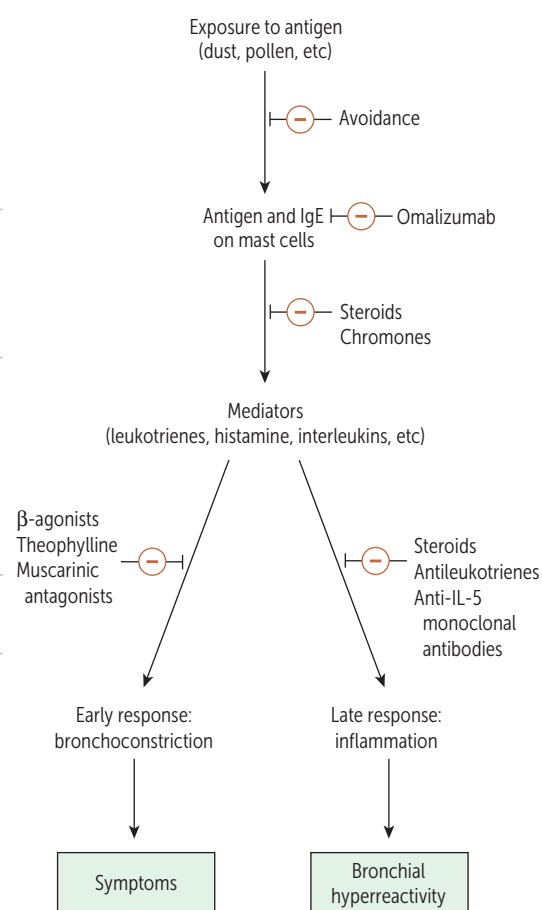 Exposure to antigen
(dust, pollen, etc)
Avoidance
Antigen and IgE
on mast cells
Omalizumab
Steroids
Chromones
Mediators
(leukotrienes, histamine, interleukins, etc)
β-agonists
Theophylline
Muscarinic
antagonists
Steroids
Antileukotrienes
Anti-IL-5
monoclonal
antibodies
Early response:
bronchoconstriction
Late response:
inflammation
Symptoms
Bronchial
hyperreactivity